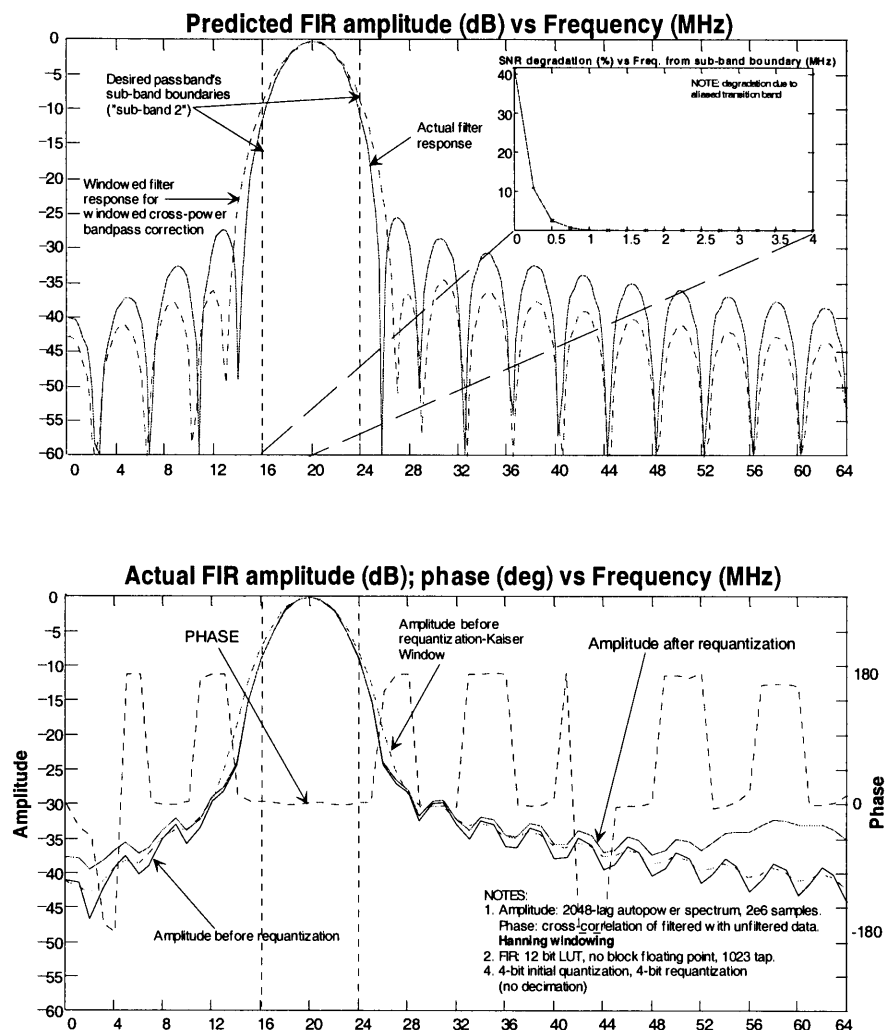 Predicted FIR amplitude (dB) vs Frequency (MHz)
0
-5
-10
-15
-20
-25
-30
-35
-40
-45
-50
-55
-60
Desired passband's
sub-band boundaries
("sub-band 2")
Actual filter
response
Windowed filter
response for
windowed cross-power
bandpass correction
SNR degradation (%) vs Freq. from sub-band boundary (MHz)
40
30
20
10
NOTE: degradation due to
aliased transition band
0 0.5 1 1.5 2 2.5 3 3.5 4
0 4 8 12 16 20 24 28 32 36 40 44 48 52 56 60 64
Actual FIR amplitude (dB); phase (deg) vs Frequency (MHz)
0
-5
-10
-15
-20
-25
-30
-35
-40
-45
-50
-55
-60
Amplitude
PHASE
Amplitude before
requantization-Kaiser
Window
Amplitude after requantization
180
0
-180
Phase
Amplitude before requantization
NOTES:
1. Amplitude: 2048-lag autopower spectrum, 2e6 samples.
Phase: cross-correlation of filtered with unfiltered data.
Hanning windowing
2. FIR: 12 bit LUT, no block floating point, 1023 tap.
4. 4-bit initial quantization, 4-bit requantization
(no decimation)
0 4 8 12 16 20 24 28 32 36 40 44 48 52 56 60 64